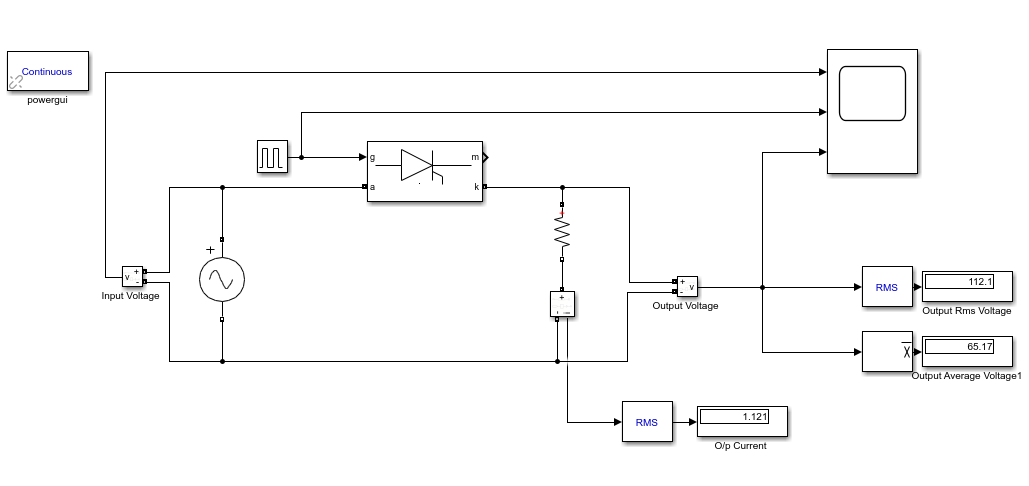 Continuous
powergui
g
m
a
k
+
v
+
-
Input Voltage
+
+
-
v
Output Voltage
RMS
112.1
Output Rms Voltage
X
65.17
Output Average Voltage1
RMS
1.121
O/p Current